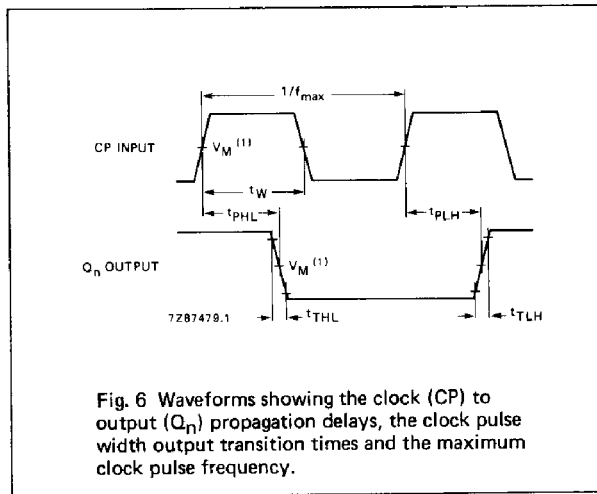 1/fmax
CP INPUT
VM(1)
tW
tPHL
tPLH
Qn OUTPUT
VM(1)
7Z87479.1
tTHL
tTLH
Fig. 6 Waveforms showing the clock (CP) to
output (Qn) propagation delays, the clock pulse
width output transition times and the maximum
clock pulse frequency.